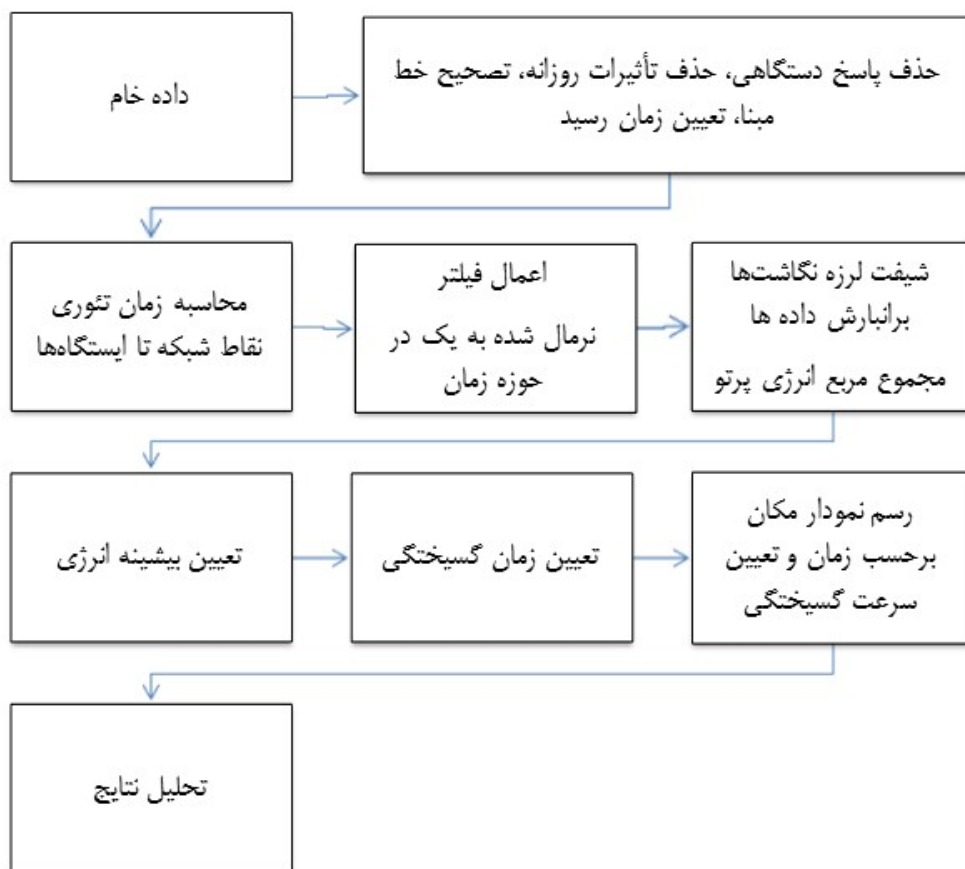 داده خام
حذف پاسخ دستگاهی، حذف تأثیرات روزانه، تصحیح خط
مبنا، تعیین زمان رسید
محاسبه زمان تئوری
نقاط شبکه تا ایستگاه‌ها
اعمال فیلتر
نرمال شده به یک در
حوزه زمان
شیفت لرزه نگاشت‌ها
برانبارش داده ها
مجموع مربع انرژی پرتو
تعیین بیشینه انرژی
تعیین زمان گسیختگی
رسم نمودار مکان
برحسب زمان و تعیین
سرعت گسیختگی
تحلیل نتایج